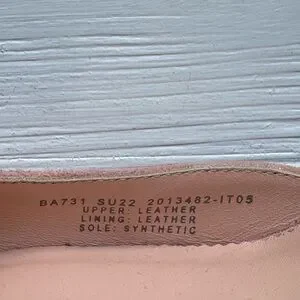 BA731 SU22 2013482-IT05
UPPER: LEATHER
LINING: LEATHER
SOLE: SYNTHETIC